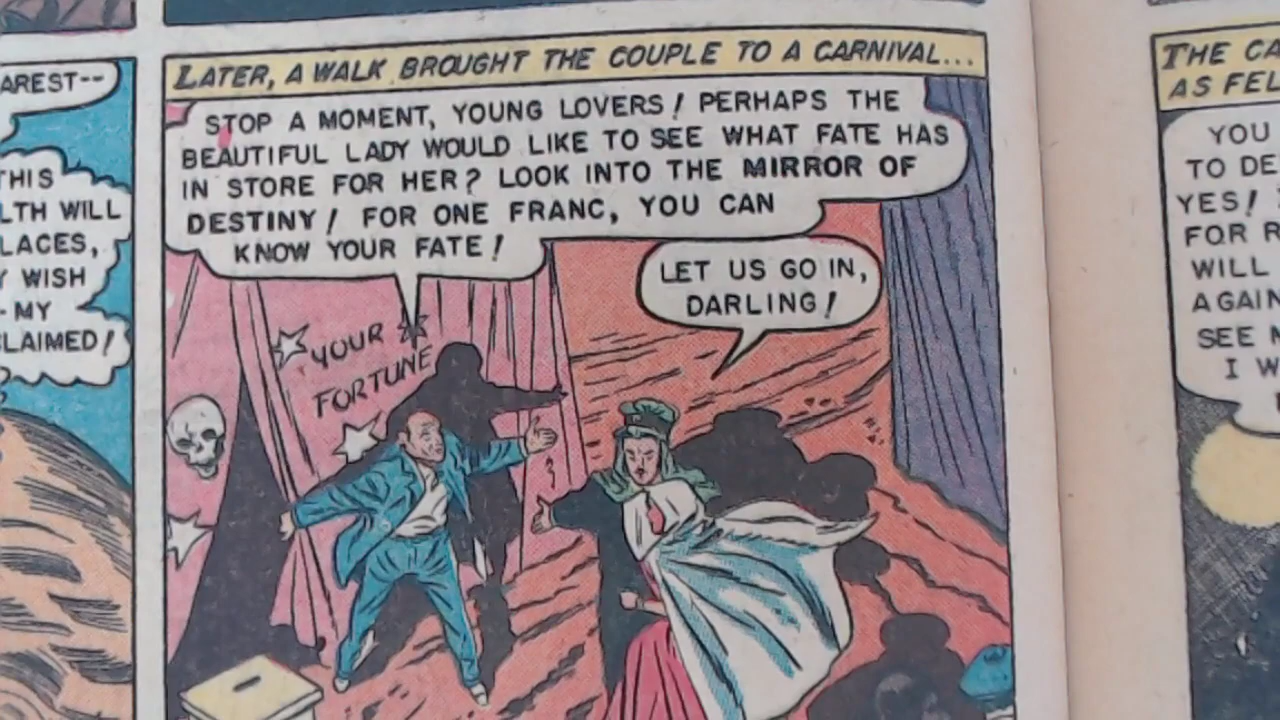 AREST--
THIS
LTH WILL
LACES,
Y WISH
- MY
CLAIMED!
LATER, A WALK BROUGHT THE COUPLE TO A CARNIVAL...
STOP A MOMENT, YOUNG LOVERS! PERHAPS THE
BEAUTIFUL LADY WOULD LIKE TO SEE WHAT FATE HAS
IN STORE FOR HER? LOOK INTO THE MIRROR OF
DESTINY! FOR ONE FRANC, YOU CAN
KNOW YOUR FATE!
LET US GO IN,
DARLING!
YOUR
FORTUNE
THE CA
AS FEL
YOU
TO DE
YES!
FOR R
WILL
AGAIN
SEE
I W